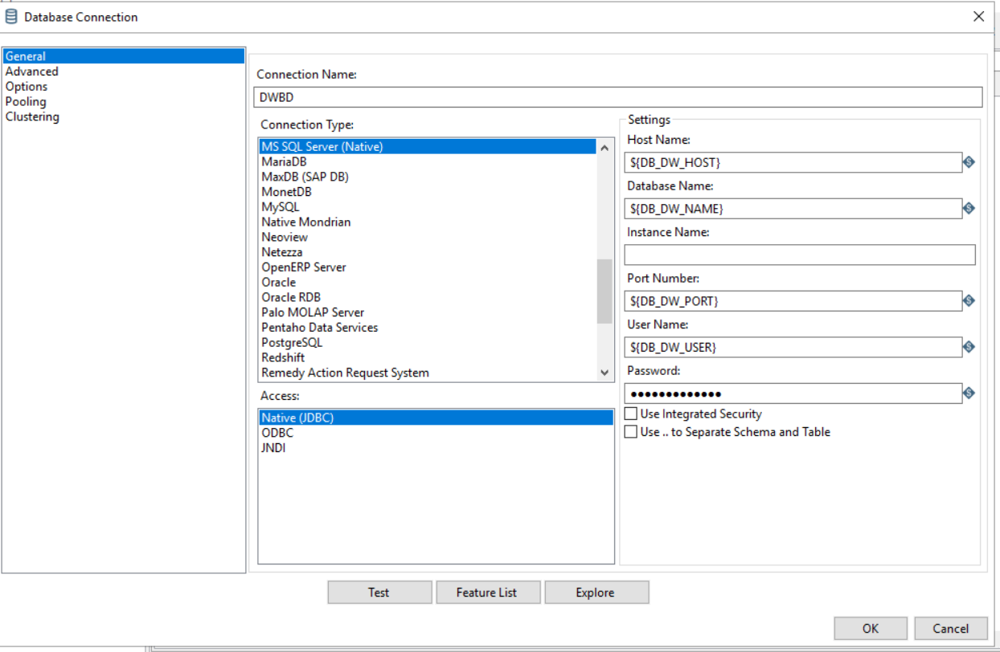 Database Connection
General
Advanced
Options
Pooling
Clustering
Connection Name:
DWBD
Connection Type:
MS SQL Server (Native)
MariaDB
MaxDB (SAP DB)
MonetDB
MySQL
Native Mondrian
Neoview
Netezza
OpenERP Server
Oracle
Oracle RDB
Palo MOLAP Server
Pentaho Data Services
PostgreSQL
Redshift
Remedy Action Request System
Access:
Native (JDBC)
ODBC
JNDI
Settings
Host Name:
${DB_DW_HOST}
Database Name:
${DB_DW_NAME}
Instance Name:
Port Number:
${DB_DW_PORT}
User Name:
${DB_DW_USER}
Password:
●●●●●●●●●●●●●
Use Integrated Security
Use .. to Separate Schema and Table
Test
Feature List
Explore
OK
Cancel